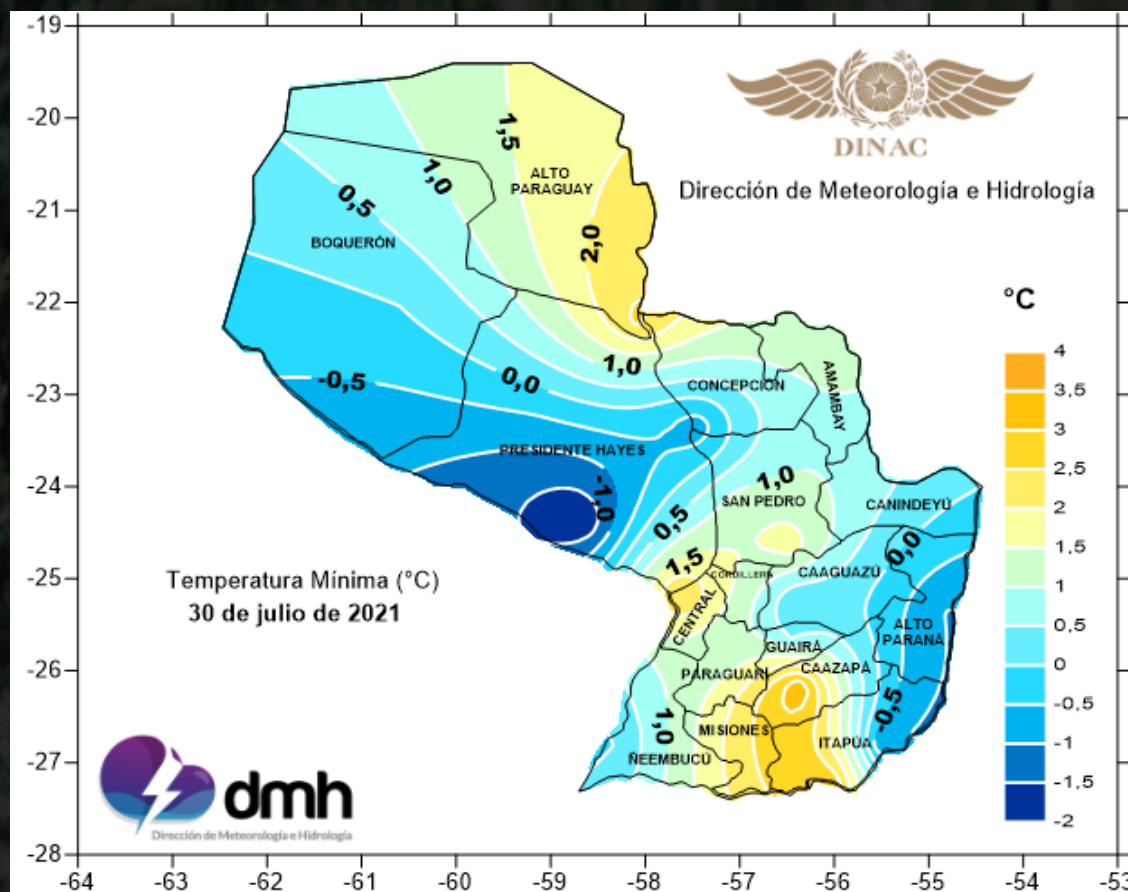 -19
-20
-21
-22
-23
-24
-25
-26
-27
-28
-64
-63
-62
-61
-60
-59
-58
-57
-56
-55
-54
-53
DINAC
Dirección de Meteorología e Hidrología
1,5
ALTO
PARAGUAY
1,0
0,5
BOQUERÓN
2,0
°C
4
3.5
3
2.5
2
1.5
1
0.5
0
-0.5
-1
-1.5
-2
-0,5
0,0
1,0
CONCEPCIÓN
AMAMBAY
PRESIDENTE HAYES
-1,0
0,5
1,0
SAN PEDRO
CANINDEYÚ
0,0
1,5
CORDILLERA
CAAGUAZÚ
CENTRAL
ALTO
PARANÁ
GUAIRÁ
CAAZAPÁ
PARAGUARÍ
-0,5
1,0
MISIONES
ITAPÚA
ÑEEMBUCÚ
Temperatura Mínima (°C)
30 de julio de 2021
dmh
Dirección de Meteorología e Hidrología